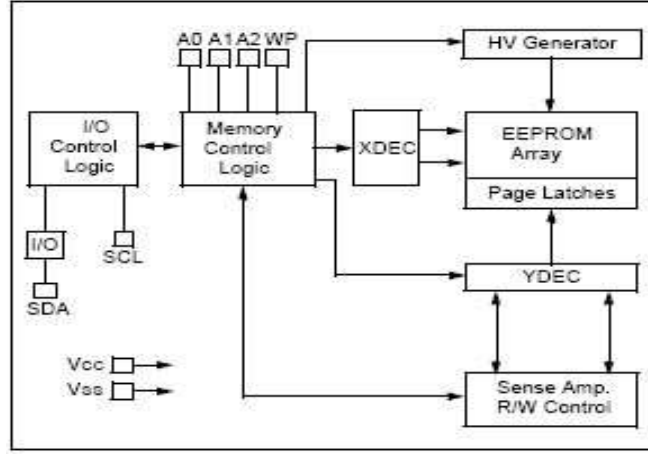 A0 A1 A2 WP
HV Generator
I/O
Control
Logic
Memory
Control
Logic
XDEC
EEPROM
Array
Page Latches
I/O
SCL
SDA
YDEC
Vcc
Vss
Sense Amp.
R/W Control